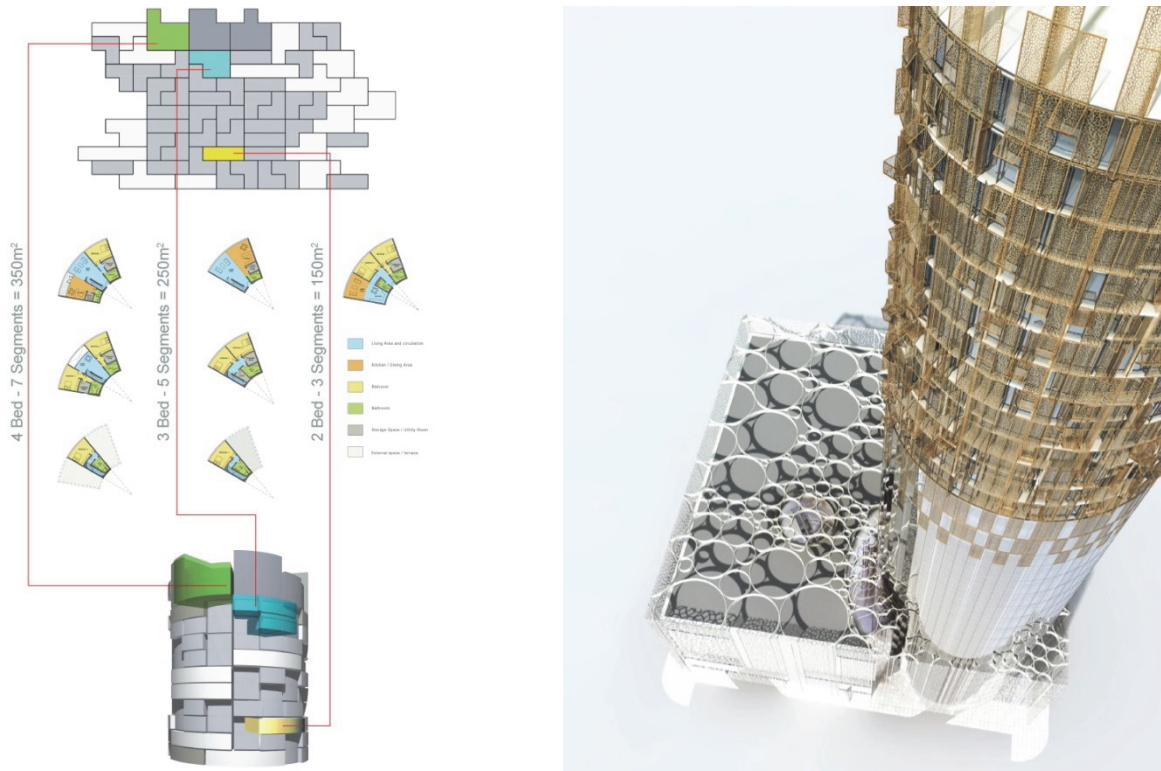 4 Bed - 7 Segments = 350m²
3 Bed - 5 Segments = 250m²
2 Bed - 3 Segments = 150m²
Living Area and circulation
Kitchen / Dining Area
Bedroom
Bathroom
Storage Space / Utility Room
External space / terrace